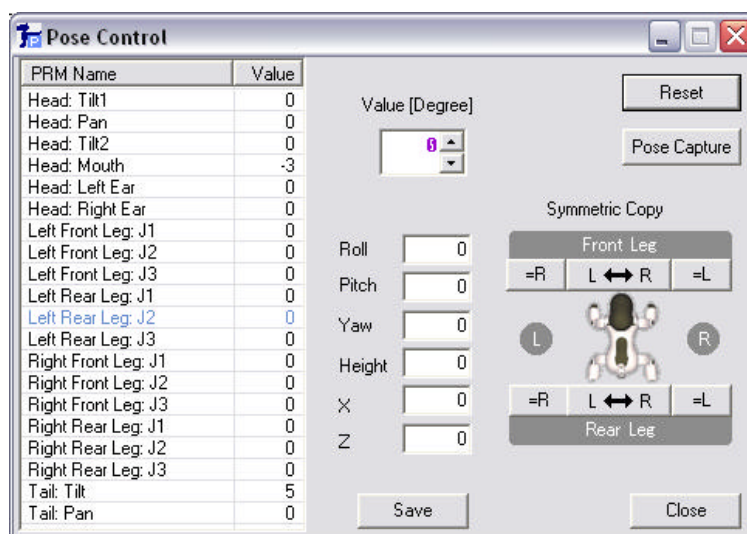 Pose Control
PRM Name Value
Head: Tilt1 0
Head: Pan 0
Head: Tilt2 0
Head: Mouth -3
Head: Left Ear 0
Head: Right Ear 0
Left Front Leg: J1 0
Left Front Leg: J2 0
Left Front Leg: J3 0
Left Rear Leg: J1 0
Left Rear Leg: J2 0
Left Rear Leg: J3 0
Right Front Leg: J1 0
Right Front Leg: J2 0
Right Front Leg: J3 0
Right Rear Leg: J1 0
Right Rear Leg: J2 0
Right Rear Leg: J3 0
Tail: Tilt 5
Tail: Pan 0
Value [Degree]
Reset
Pose Capture
Roll 0
Pitch 0
Yaw 0
Height 0
X 0
Z 0
Symmetric Copy
Front Leg
=R L ↔ R =L
L R
=R L ↔ R =L
Rear Leg
Save
Close